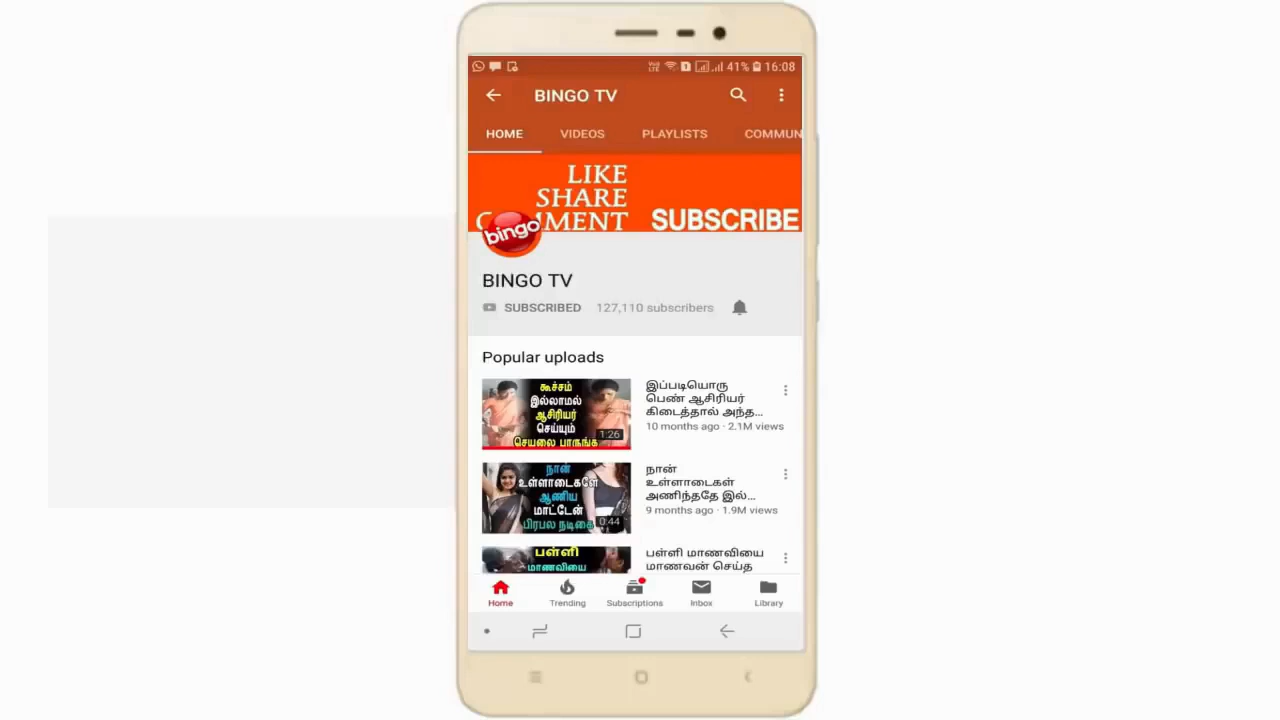 41% 16:08
BINGO TV
HOME VIDEOS PLAYLISTS COMMUN
LIKE
SHARE
MENT SUBSCRIBE
bingo
BINGO TV
SUBSCRIBED 127,110 subscribers
Popular uploads
கூச்சம்
இல்லாமல்
ஆசிரியர்
செய்யும்
செயலை பாருங்க
1:26
இப்படியொரு
பெண் ஆசிரியர்
கிடைத்தால் அந்த...
10 months ago · 2.1M views
நான்
உள்ளாடைகளே
ஆணிய
மாட்டேன்
பிரபல நடிகை
0:44
நான்
உள்ளாடைகள்
அணிந்ததே இல்...
9 months ago · 1.9M views
பள்ளி
மாணவியை
பள்ளி மாணவியை
மாணவன் செய்த
Home Trending Subscriptions Inbox Library